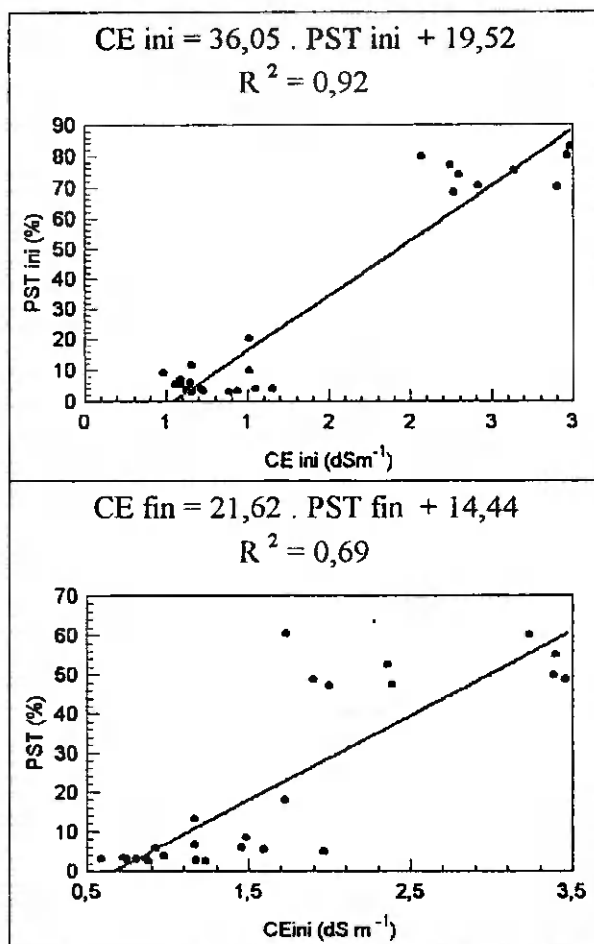 CE ini = 36,05 . PST ini + 19,52
R 2 = 0,92
90
80
70
60
50
40
30
20
10
0
PST ini (%)
0 1 1 2 2 3 3
CE ini (dSm-1)
CE fin = 21,62 . PST fin + 14,44
R 2 = 0,69
70
60
50
40
30
20
10
0
PST (%)
0,5 1,5 2,5 3,5
CEini (dS m-1)